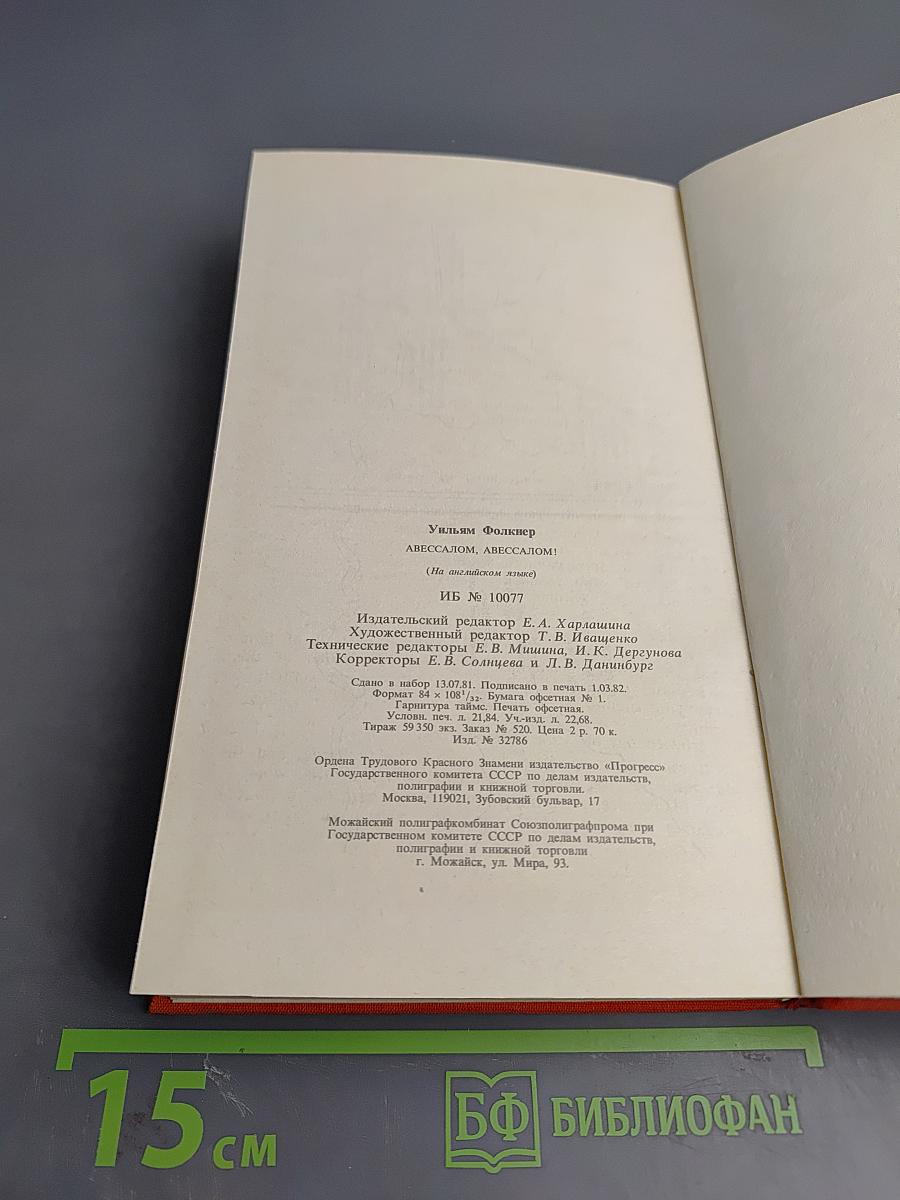 Уильям Фолкнер
АВЕССАЛОМ, АВЕССАЛОМ!
(На английском языке)
ИБ № 10077
Издательский редактор Е. А. Харлашина
Художественный редактор Т. В. Иващенко
Технические редакторы Е. В. Мишина, И. К. Дергунова
Корректоры Е. В. Солнцева и Л. В. Данинбург
Сдано в набор 13.07.81. Подписано в печать 1.03.82.
Формат 84 × 108¹/₃₂. Бумага офсетная № 1.
Гарнитура таймс. Печать офсетная.
Условн. печ. л. 21,84. Уч.-изд. л. 22,68.
Тираж 59 350 экз. Заказ № 520. Цена 2 р. 70 к.
Изд. № 32786
Ордена Трудового Красного Знамени издательство «Прогресс»
Государственного комитета СССР по делам издательств,
полиграфии и книжной торговли.
Москва, 119021, Зубовский бульвар, 17
Можайский полиграфкомбинат Союзполиграфпрома при
Государственном комитете СССР по делам издательств,
полиграфии и книжной торговли
г. Можайск, ул. Мира, 93.
15 см
БФ БИБЛИОФАН